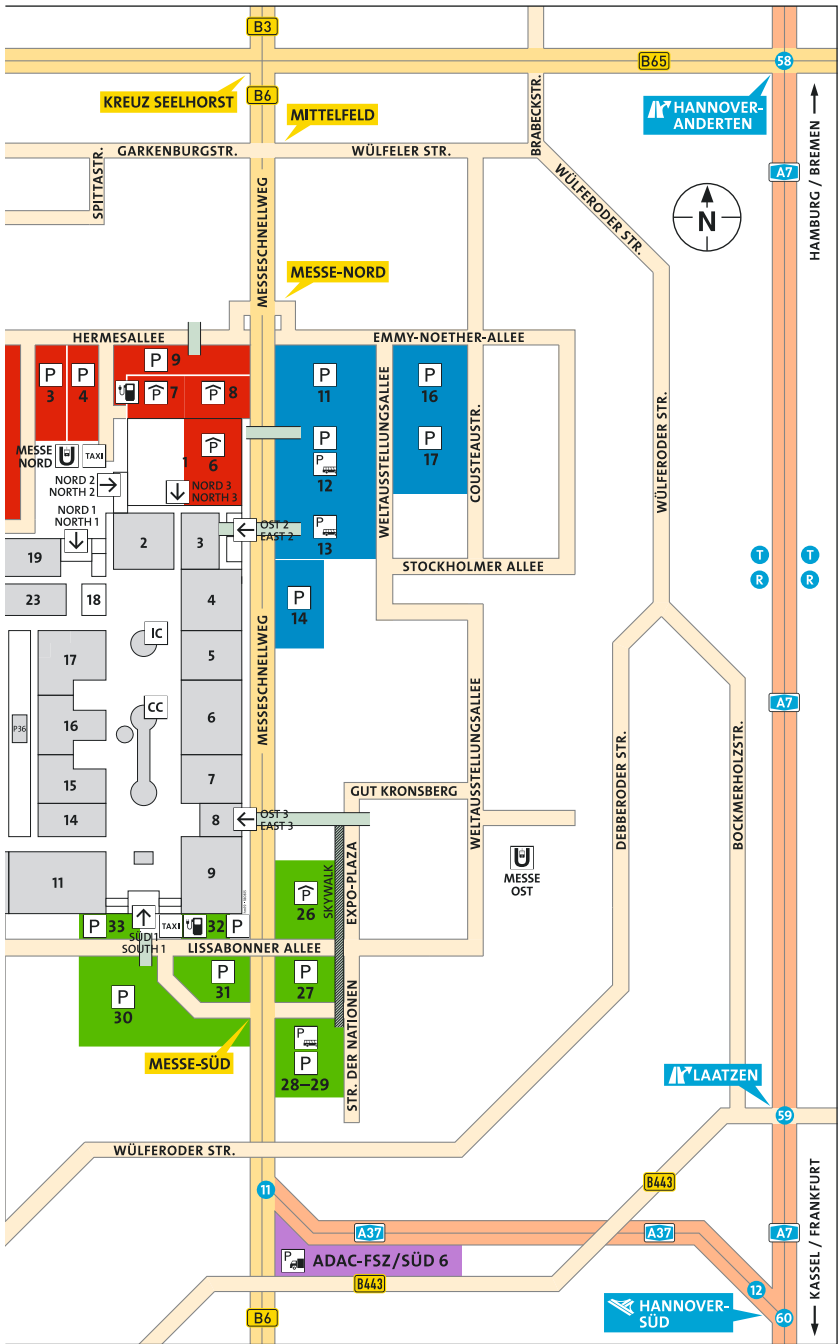 B3
B65
58
KREUZ SEELHORST
B6
MITTELFELD
HANNOVER-
ANDERTEN
BRABECKSTR.
GARKENBURGSTR.
WÜLFELER STR.
SPITTASTR.
WÜLFERODER STR.
A7
HAMBURG / BREMEN
N
MESSESCHNELLWEG
MESSE-NORD
HERMESALLEE
EMMY-NOETHER-ALLEE
P 9
P
3
P
4
P
7
P
8
P
11
P
16
P
6
1
P
P
12
P
17
WELTAUSSTELLUNGSALLEE
COUSTEAUSTR.
WÜLFERODER STR.
MESSE
NORD
TAXI
NORD 2
NORTH 2
NORD 3
NORTH 3
NORD 1
NORTH 1
OST 2
EAST 2
P
13
2
3
19
STOCKHOLMER ALLEE
T
T
R
R
23
18
4
P
14
IC
17
5
MESSESCHNELLWEG
CC
16
6
P36
A7
WELTAUSSTELLUNGSALLEE
DEBBERODER STR.
BOCKMERHOLZSTR.
15
7
GUT KRONSBERG
14
8
OST 3
EAST 3
MESSE
OST
11
9
P
26
SKYWALK
EXPO-PLAZA
P 33
SÜD 1
SOUTH 1
TAXI
32 P
LISSABONNER ALLEE
P
30
P
31
P
27
STR. DER NATIONEN
MESSE-SÜD
P
P
28–29
LAATZEN
59
WÜLFERODER STR.
11
B443
A37
A37
A7
KASSEL / FRANKFURT
P
ADAC-FSZ/SÜD 6
B443
12
B6
HANNOVER-
SÜD
60